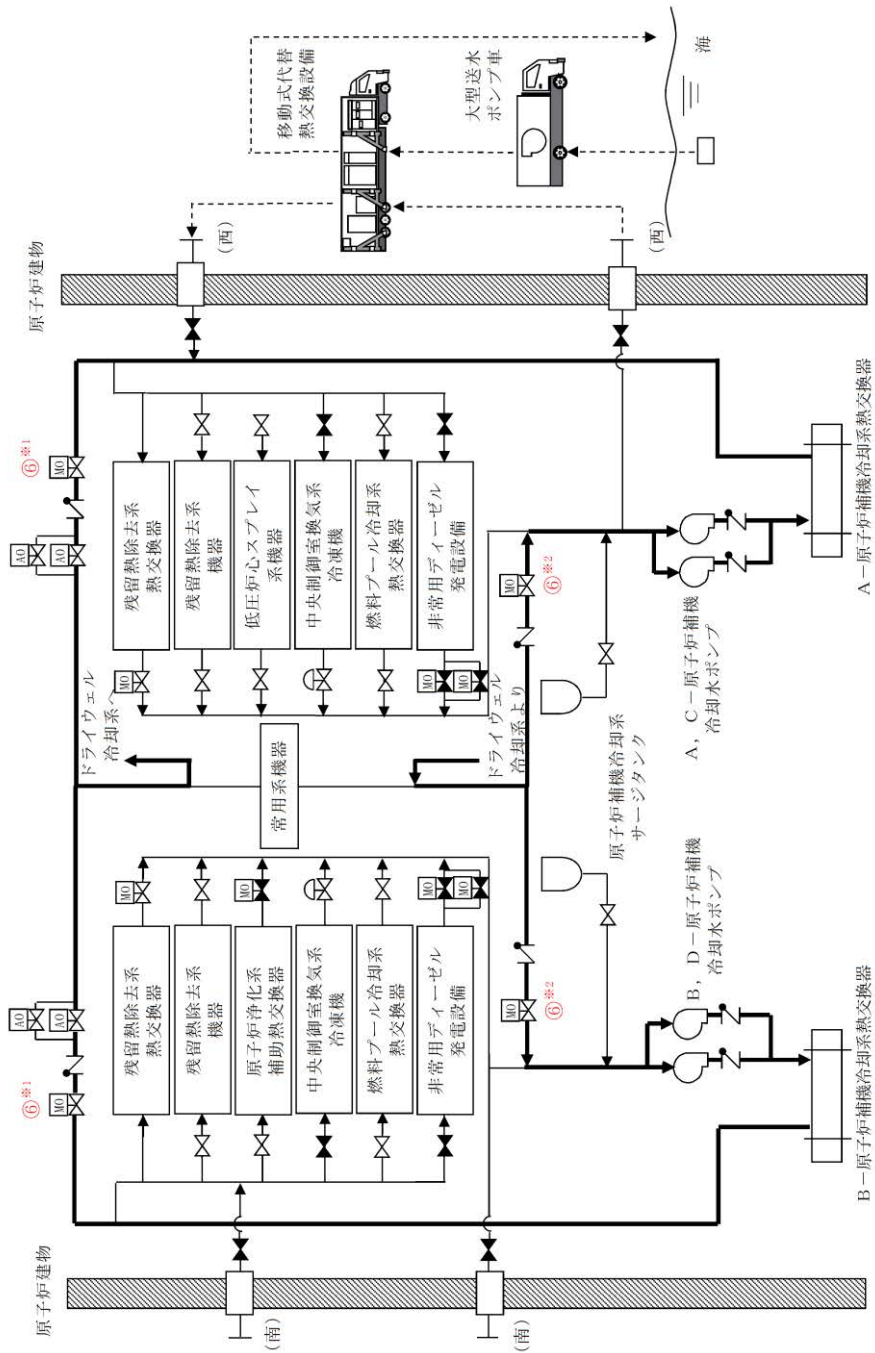 原子炉建物
(南)
(南)
⑥※1
MO
AO
AO
残留熱除去系
熱交換器
残留熱除去系
機器
原子炉浄化系
補助熱交換器
中央制御室換気系
冷凍機
燃料プール冷却系
熱交換器
非常用ディーゼル
発電設備
MO
MO
MO
MO
⑥※2
MO
B,D-原子炉補機
冷却水ポンプ
B-原子炉補機冷却系熱交換器
ドライウェル
冷却系へ
常用系機器
ドライウェル
冷却系より
原子炉補機冷却系
サージタンク
AO
AO
⑥※1
MO
残留熱除去系
熱交換器
残留熱除去系
機器
低圧炉心スプレイ
系機器
中央制御室換気系
冷凍機
燃料プール冷却系
熱交換器
非常用ディーゼル
発電設備
MO
MO
MO
MO
⑥※2
A,C-原子炉補機
冷却水ポンプ
A-原子炉補機冷却系熱交換器
原子炉建物
(西)
(西)
移動式代替
熱交換設備
大型送水
ポンプ車
海